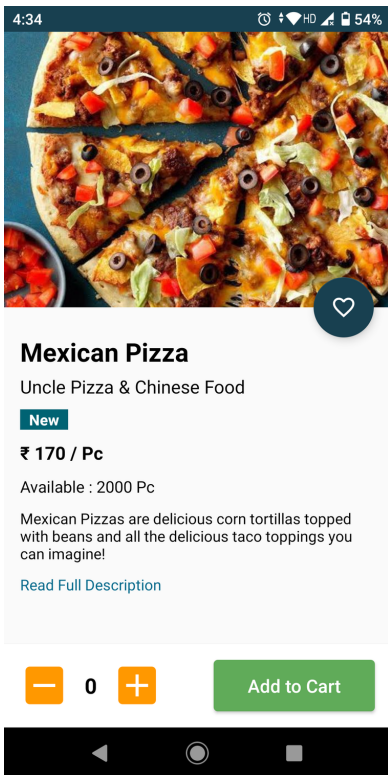 4:34 HD 54%
Mexican Pizza
Uncle Pizza & Chinese Food
New
₹ 170 / Pc
Available : 2000 Pc
Mexican Pizzas are delicious corn tortillas topped
with beans and all the delicious taco toppings you
can imagine!
Read Full Description
0 Add to Cart